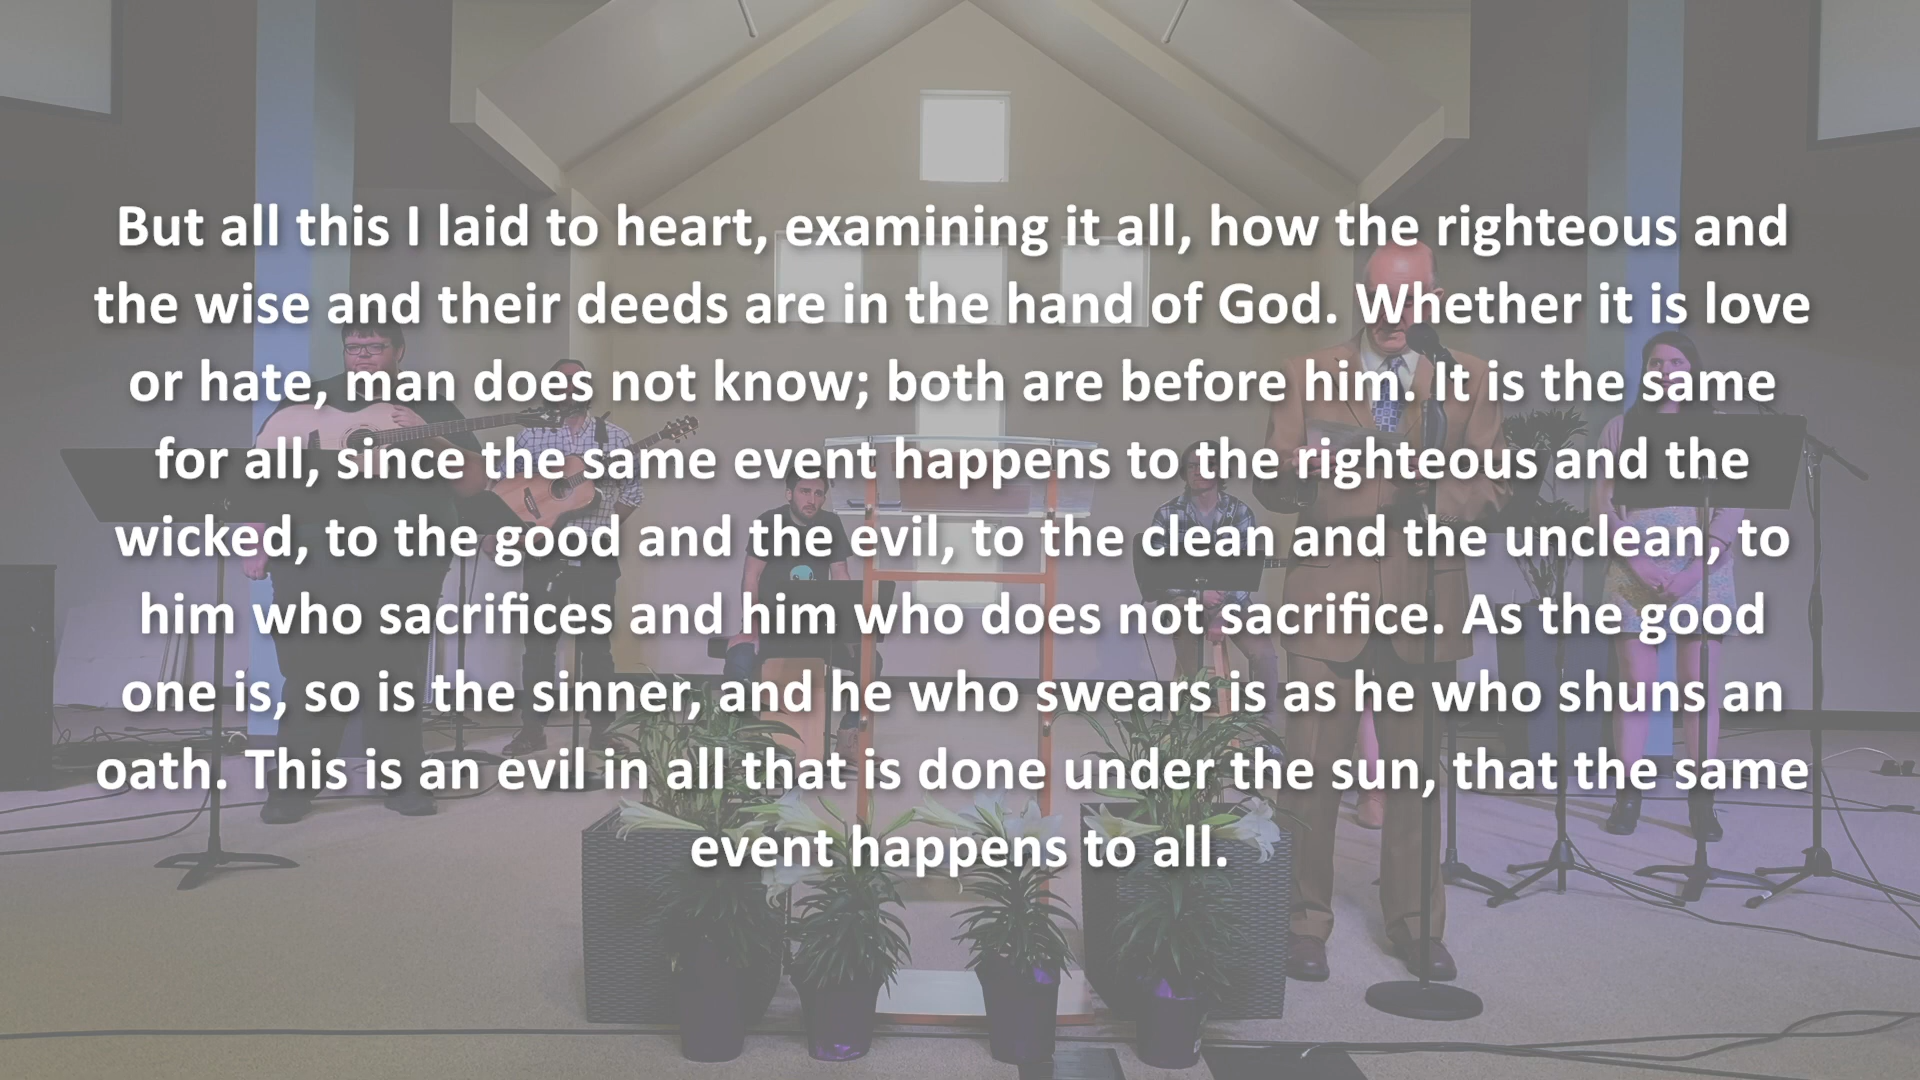 But all this I laid to heart, examining it all, how the righteous and
the wise and their deeds are in the hand of God. Whether it is love
or hate, man does not know; both are before him. It is the same
for all, since the same event happens to the righteous and the
wicked, to the good and the evil, to the clean and the unclean, to
him who sacrifices and him who does not sacrifice. As the good
one is, so is the sinner, and he who swears is as he who shuns an
oath. This is an evil in all that is done under the sun, that the same
event happens to all.